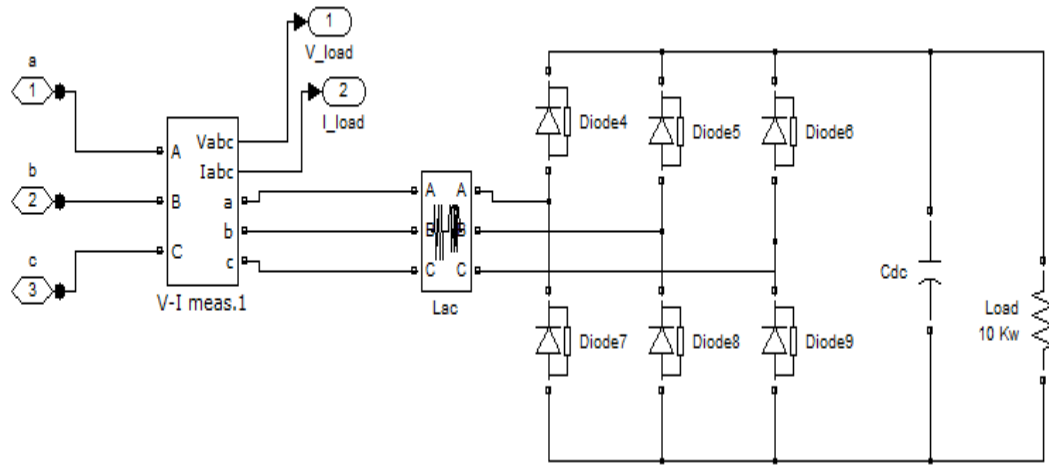 1
V_load
a
1
2
I_load
Vabc
A
Iabc
b
2
B
a
b
C
c
c
3
V-I meas.1
A A
B B
C C
Lac
Diode4
Diode5
Diode6
Diode7
Diode8
Diode9
Cdc
Load
10 Kw